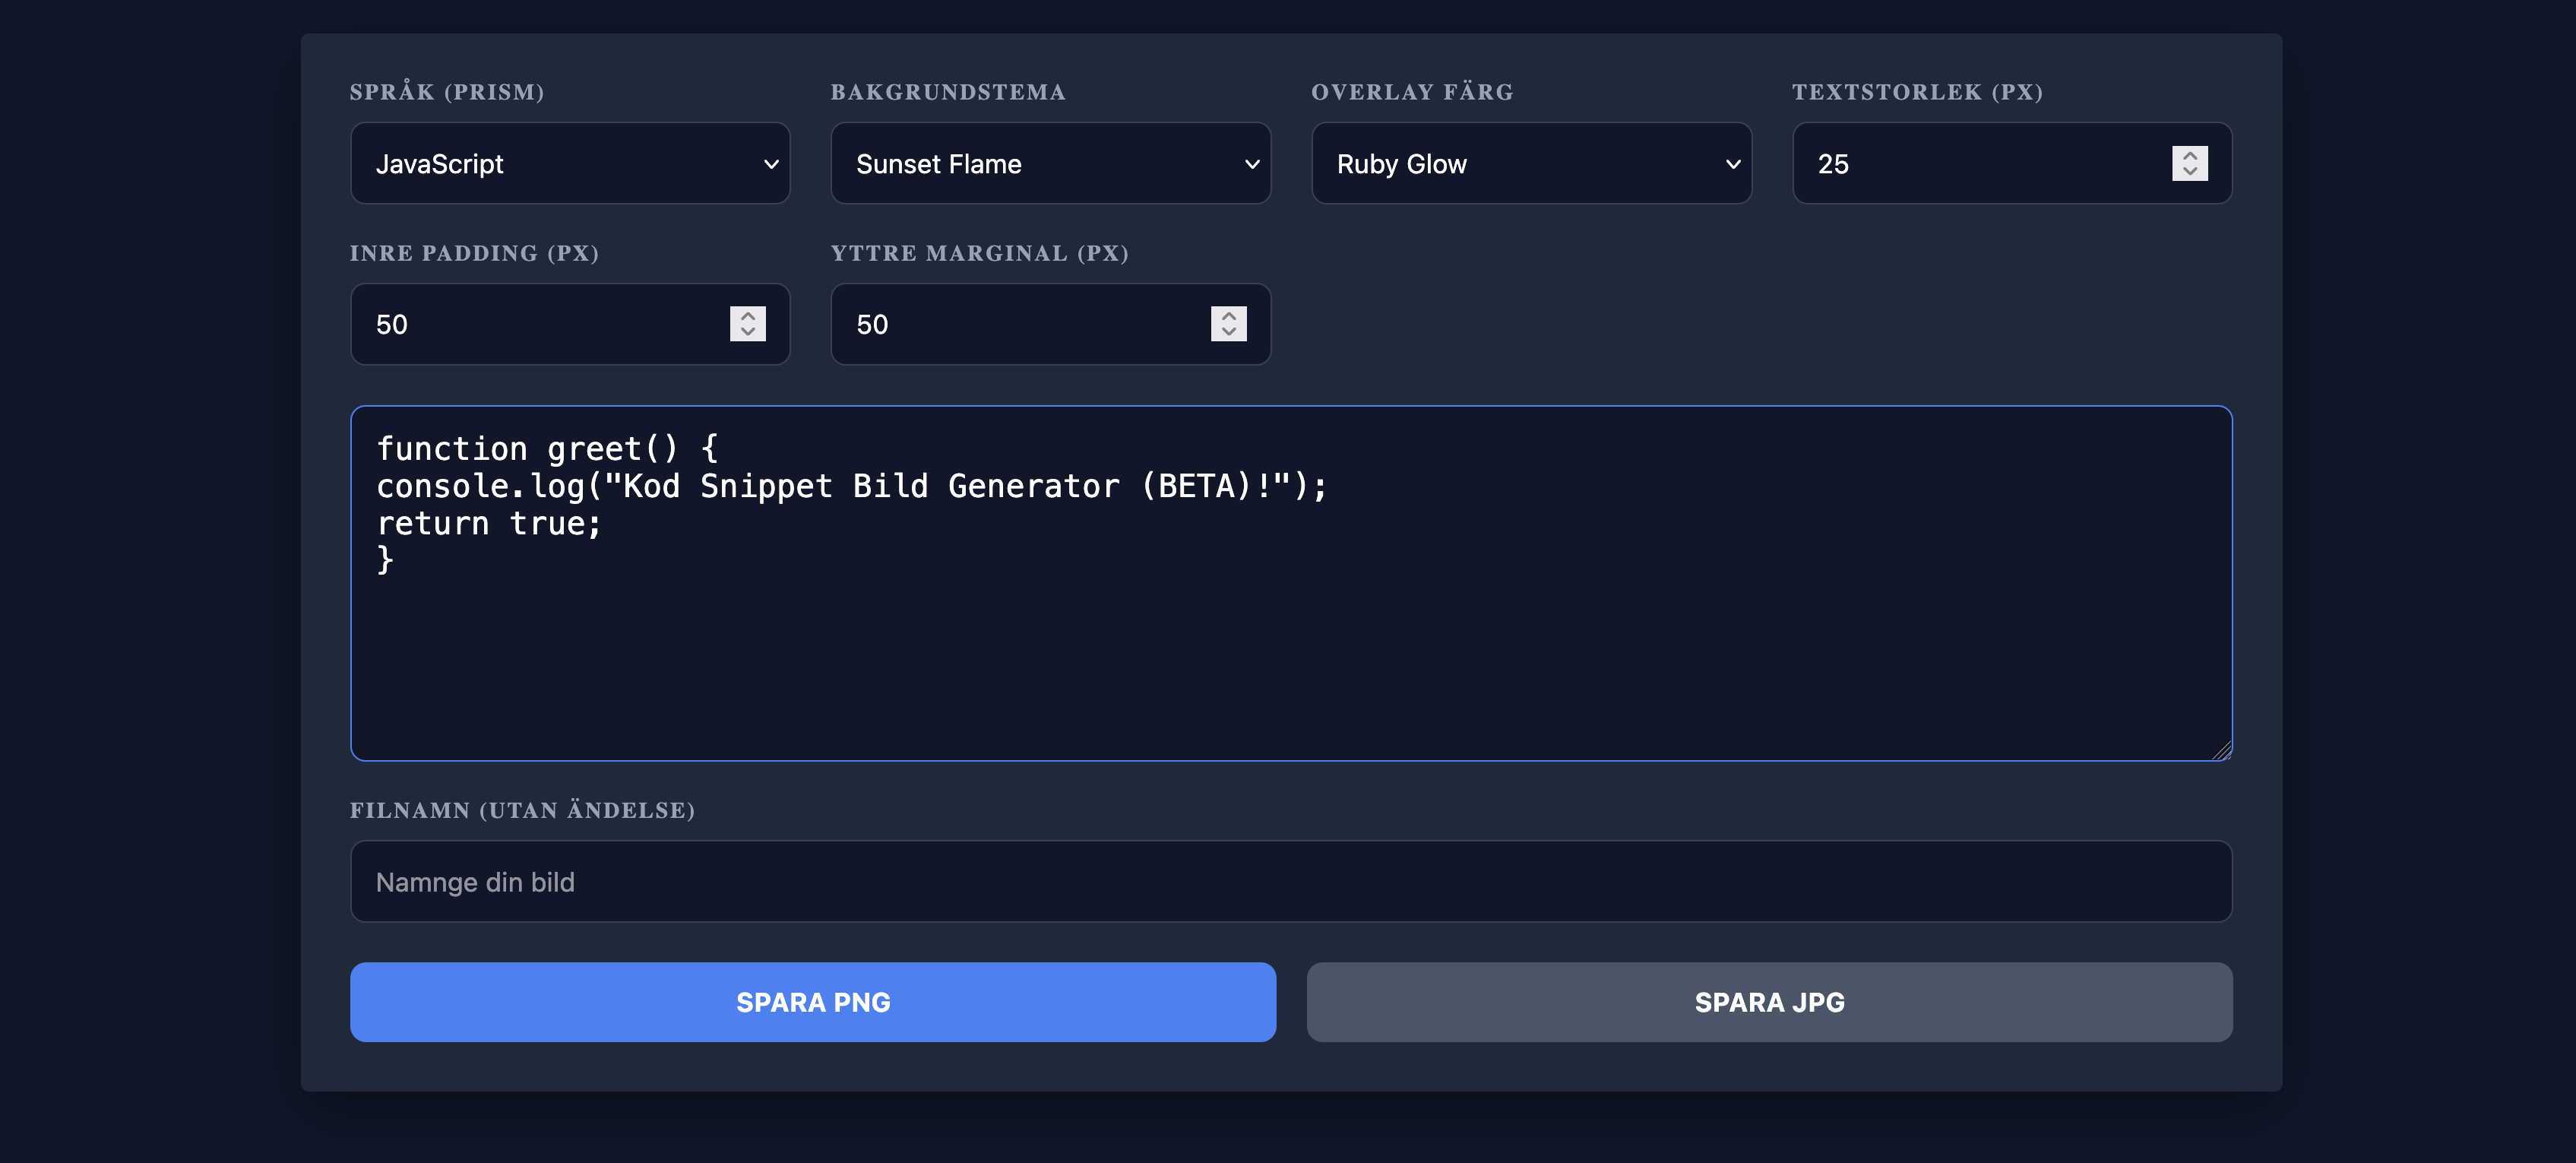 SPRÅK (PRISM)
BAKGRUNDSTEMA
OVERLAY FÄRG
TEXTSTORLEK (PX)
JavaScript
Sunset Flame
Ruby Glow
25
INRE PADDING (PX)
YTTRE MARGINAL (PX)
50
50
function greet() {
console.log("Kod Snippet Bild Generator (BETA)!");
return true;
}
FILNAMN (UTAN ÄNDELSE)
Namnge din bild
SPARA PNG
SPARA JPG